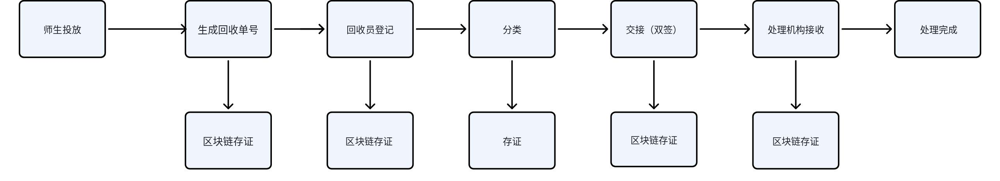 师生投放
生成回收单号
回收员登记
分类
交接（双签）
处理机构接收
处理完成
区块链存证
区块链存证
存证
区块链存证
区块链存证